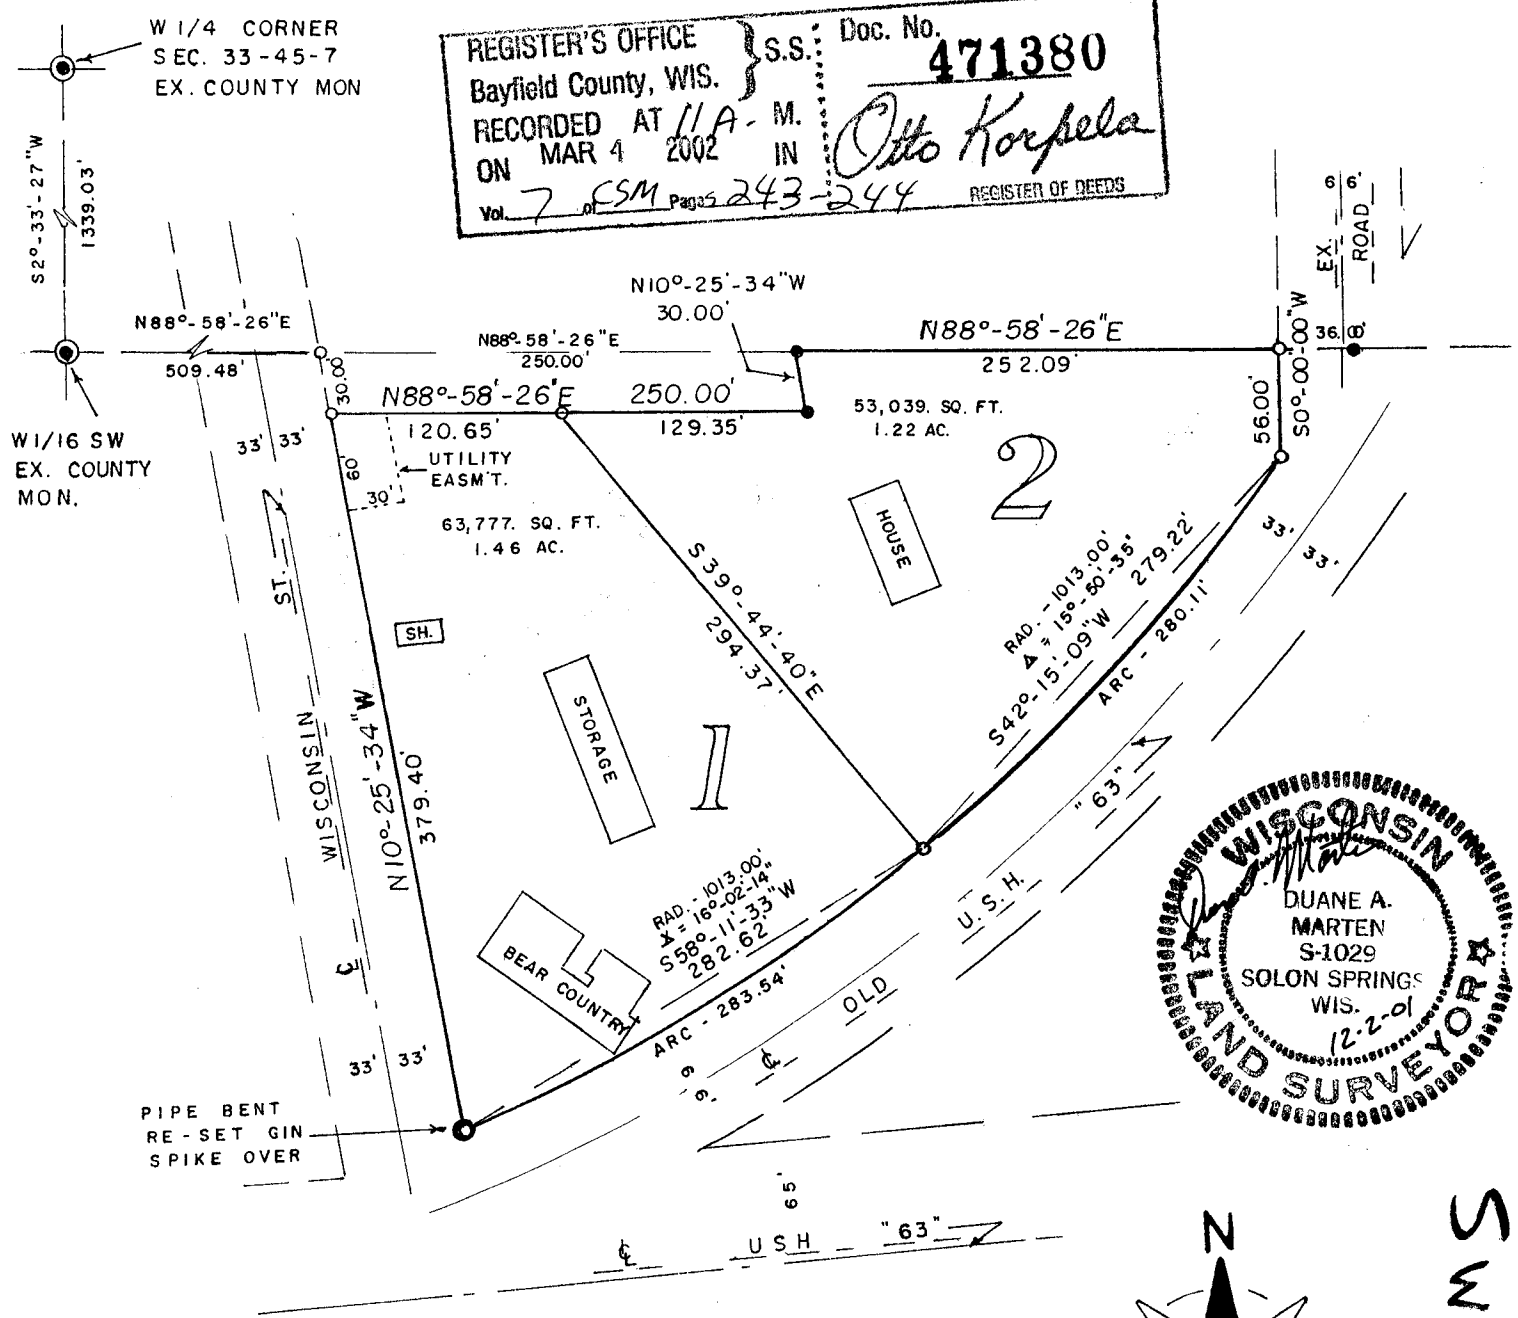 W 1/4 CORNER
SEC. 33-45-7
EX. COUNTY MON
REGISTER'S OFFICE
Bayfield County, WIS. } S.S.
RECORDED AT 11 A. M.
ON MAR 4 2002 IN
Vol. 7 of CSM Pages 243-244
Doc. No.
471380
Otto Korpela
REGISTER OF DEEDS
S2°-33'-27"W
1339.03'
6 6'
EX. ROAD
N10°-25'-34"W
30.00'
N88°-58'-26"E
509.48'
N88°-58'-26"E
250.00'
N88°-58'-26"E
252.09'
36.
S0°-00'-00"W
56.00'
30.00'
N88°-58'-26"E 250.00'
120.65'
129.35'
53,039. SQ. FT.
1.22 AC.
2
W1/16 SW
EX. COUNTY
MON.
33' 33'
60'
30'
UTILITY
EASM'T.
63,777. SQ. FT.
1.46 AC.
HOUSE
33' 33'
S39°-44'-40"E
294.37'
RAD. - 1013.00'
Δ = 15°-50'-35"
S42°-15'-09"W 279.22'
ARC - 280.11'
SH.
STORAGE
1
WISCONSIN ST.
N10°-25'-34"W
379.40'
RAD. - 1013.00'
Δ = 16°-02-14"
S58°-11'-33"W
282.62'
ARC - 283.54'
BEAR COUNTRY
℄
OLD U.S.H. "63"
℄
33' 33'
66'
PIPE BENT
RE-SET GIN
SPIKE OVER
65'
℄ USH "63"
WISCONSIN
DUANE A.
MARTEN
S-1029
SOLON SPRINGS
WIS.
12-2-01
LAND SURVEYOR
N
SW